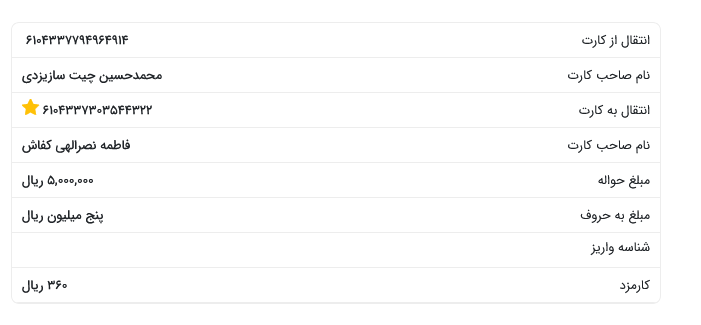 انتقال از کارت ۶۱۰۴۳۳۷۷۹۴۹۶۴۹۱۴
نام صاحب کارت محمدحسین چیت سازیزدی
انتقال به کارت ۶۱۰۴۳۳۷۳۰۳۵۴۴۳۲۲
نام صاحب کارت فاطمه نصرالهی کفاش
مبلغ حواله ۵,۰۰۰,۰۰۰ ریال
مبلغ به حروف پنج میلیون ریال
شناسه واریز
کارمزد ۳۶۰ ریال